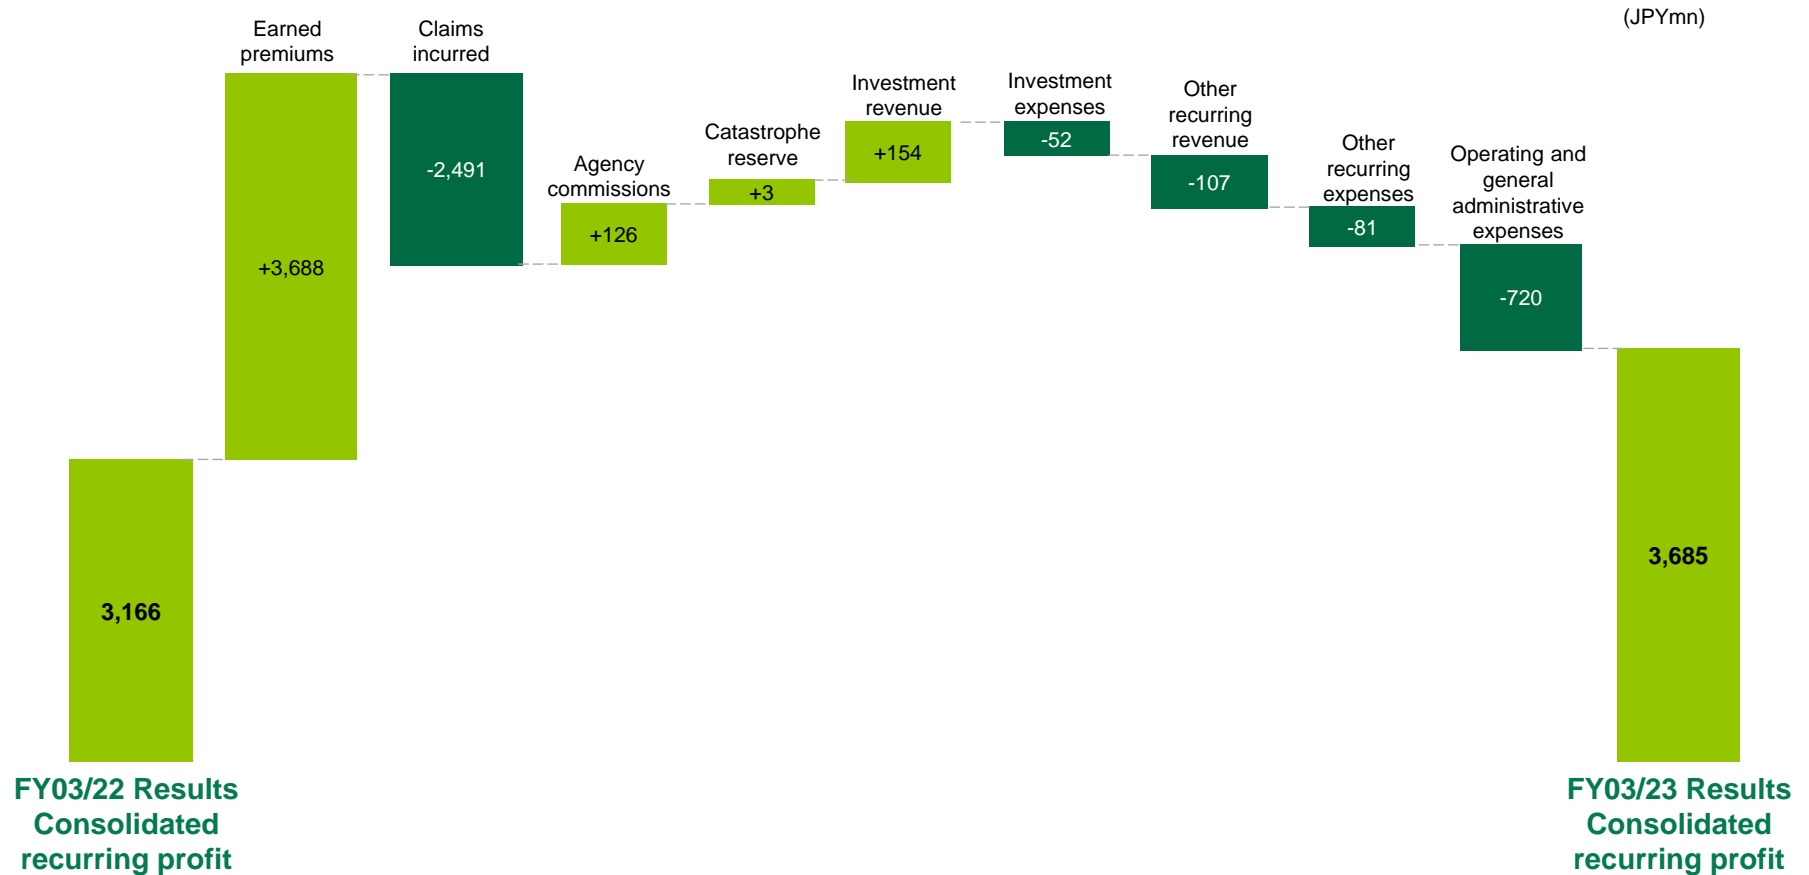 (JPYmn)
Earned
premiums
+3,688
Claims
incurred
-2,491
Agency
commissions
+126
Catastrophe
reserve
+3
Investment
revenue
+154
Investment
expenses
-52
Other
recurring
revenue
-107
Other
recurring
expenses
-81
Operating and
general
administrative
expenses
-720
3,166
FY03/22 Results
Consolidated
recurring profit
3,685
FY03/23 Results
Consolidated
recurring profit